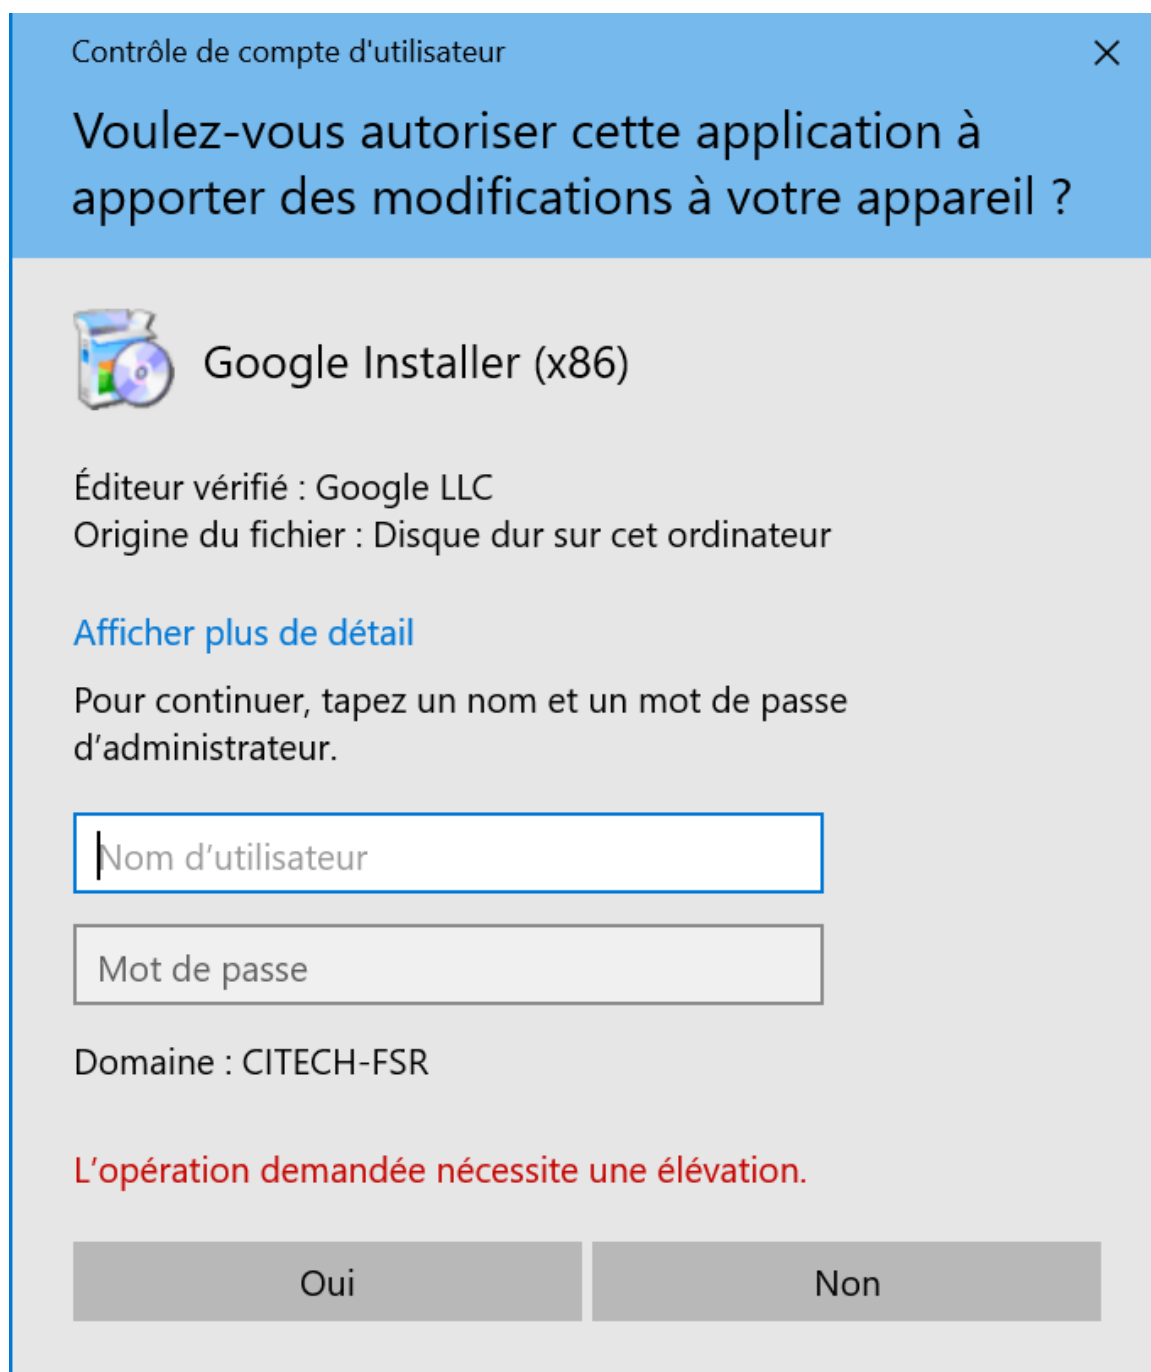 Contrôle de compte d'utilisateur
Voulez-vous autoriser cette application à
apporter des modifications à votre appareil ?
Google Installer (x86)
Éditeur vérifié : Google LLC
Origine du fichier : Disque dur sur cet ordinateur
Afficher plus de détail
Pour continuer, tapez un nom et un mot de passe
d’administrateur.
Nom d’utilisateur
Mot de passe
Domaine : CITECH-FSR
L’opération demandée nécessite une élévation.
Oui
Non